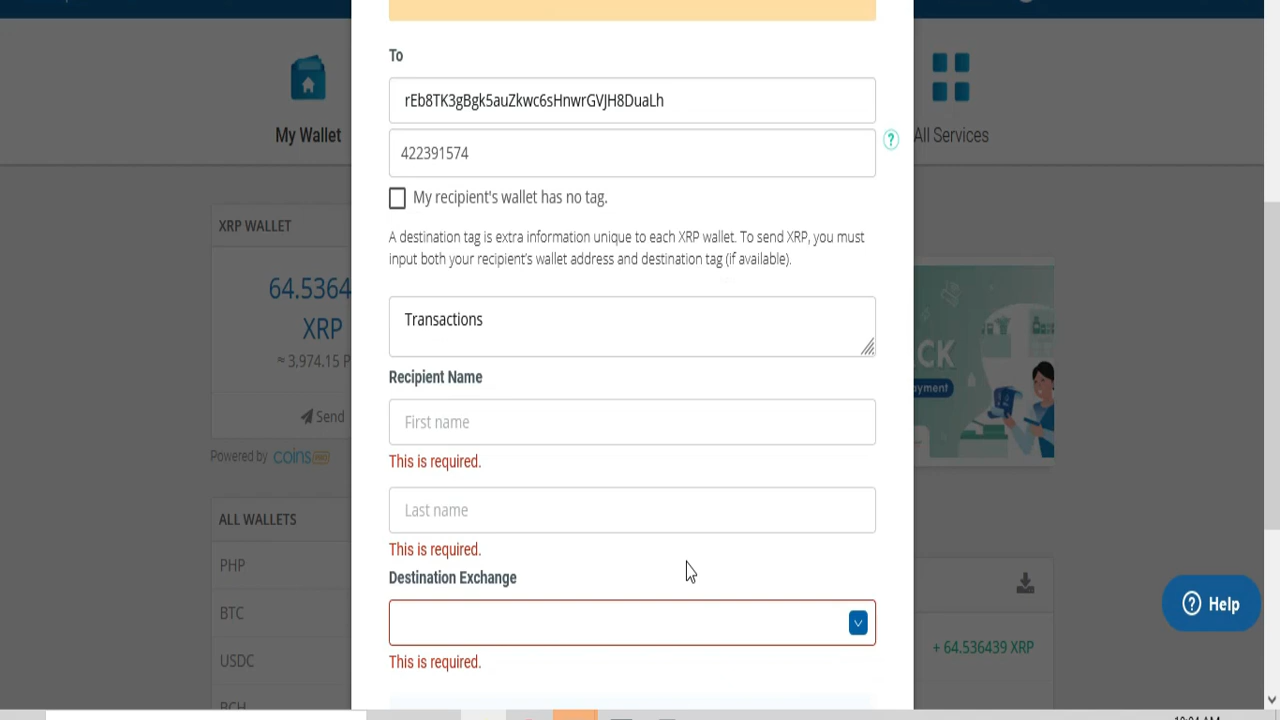 To
rEb8TK3gBgk5auZkwc6sHnwrGVJH8DuaLh
422391574
?
My recipient's wallet has no tag.
A destination tag is extra information unique to each XRP wallet. To send XRP, you must
input both your recipient's wallet address and destination tag (if available).
Transactions
Recipient Name
First name
This is required.
Last name
This is required.
Destination Exchange
This is required.
My Wallet
All Services
XRP WALLET
64.5364
XRP
≈ 3,974.15 P
Send
Powered by coins
ALL WALLETS
PHP
BTC
USDC
BCH
CK
ayment
+ 64.536439 XRP
? Help